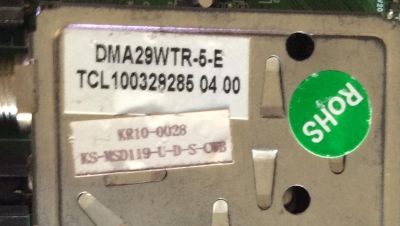 DMA29WTR-5-E
TCL100329285 04 00
KR10-0028
KS-MSD119-U-D-S-CWB
RoHS